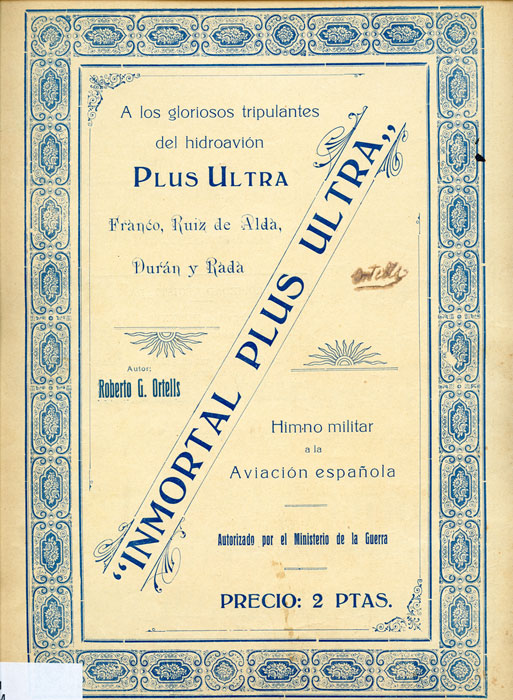 A los gloriosos tripulantes
del hidroavión
PLUS ULTRA
Franco, Ruiz de Alda,
Durán y Rada
"INMORTAL PLUS ULTRA"
Ortells
Autor:
Roberto G. Ortells
Himno militar
a la
Aviación española
Autorizado por el Ministerio de la Guerra
PRECIO: 2 PTAS.